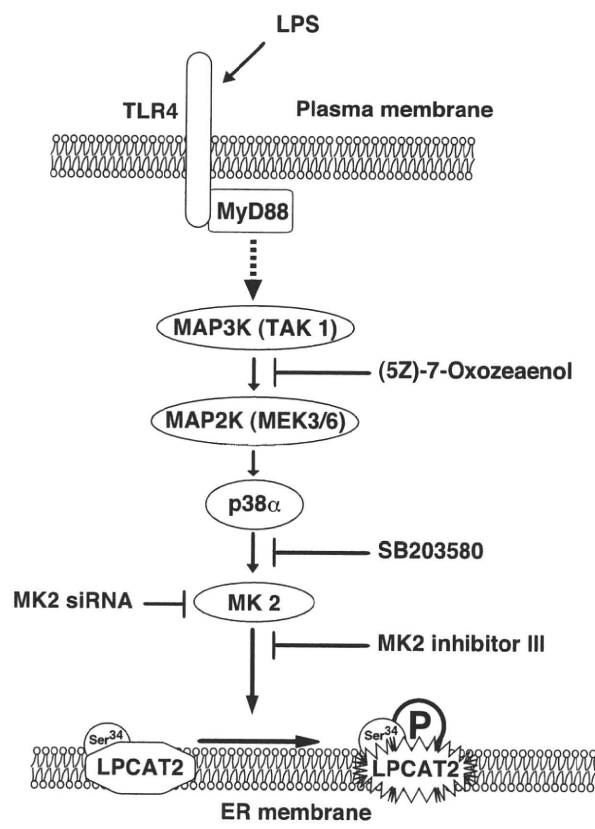 LPS
TLR4
Plasma membrane
MyD88
MAP3K (TAK 1)
(5Z)-7-Oxozeaenol
MAP2K (MEK3/6)
p38α
SB203580
MK2 siRNA
MK 2
MK2 inhibitor III
Ser34
LPCAT2
Ser34
P
LPCAT2
ER membrane